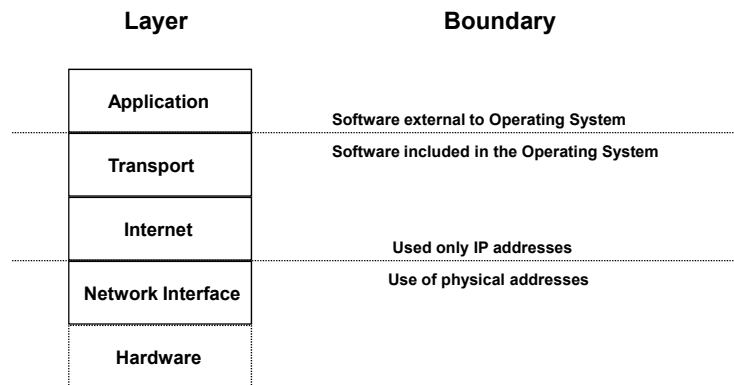 Layer
Boundary
Application
Software external to Operating System
Software included in the Operating System
Transport
Internet
Used only IP addresses
Use of physical addresses
Network Interface
Hardware